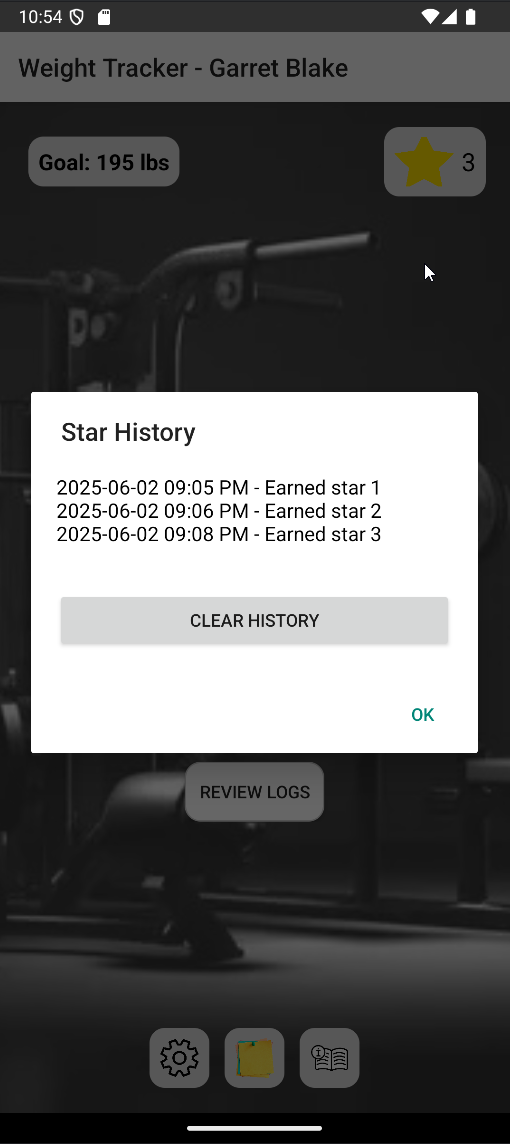 10:54
Weight Tracker - Garret Blake
Goal: 195 lbs
3
Star History
2025-06-02 09:05 PM - Earned star 1
2025-06-02 09:06 PM - Earned star 2
2025-06-02 09:08 PM - Earned star 3
CLEAR HISTORY
OK
REVIEW LOGS